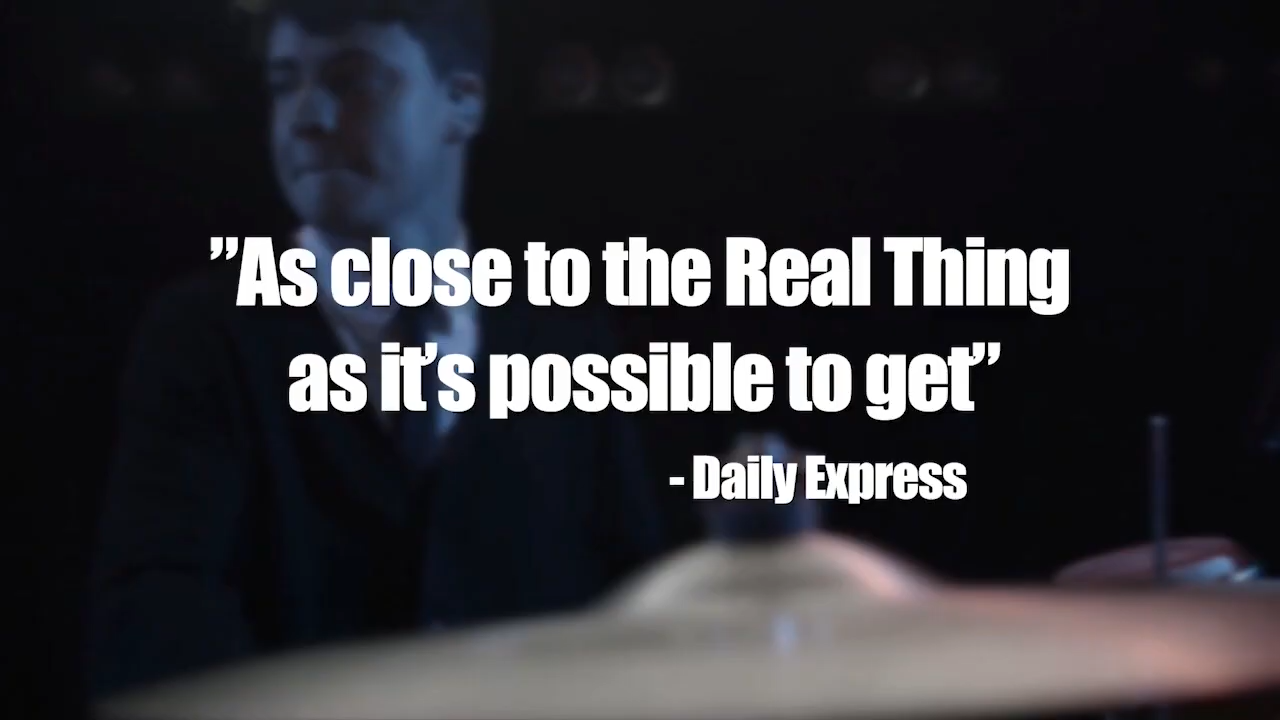 ”As close to the Real Thing
as it’s possible to get”
- Daily Express